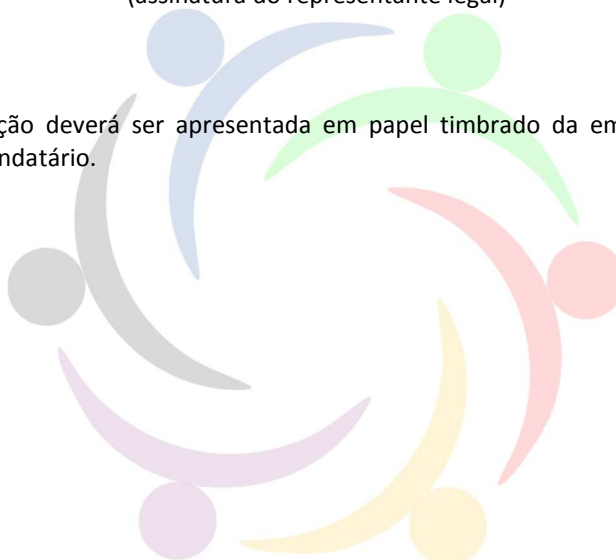 (assinatura do representante legal)
ção deverá ser apresentada em papel timbrado da em
ndatário.